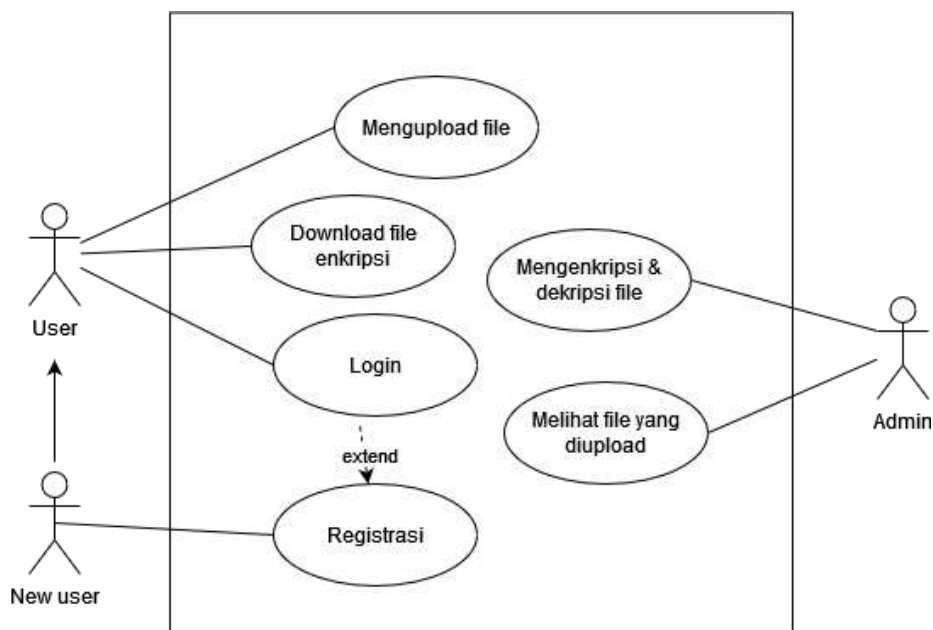 Mengupload file
Download file
enkripsi
Mengenkripsi &
dekripsi file
User
Login
Melihat file yang
diupload
Admin
extend
Registrasi
New user